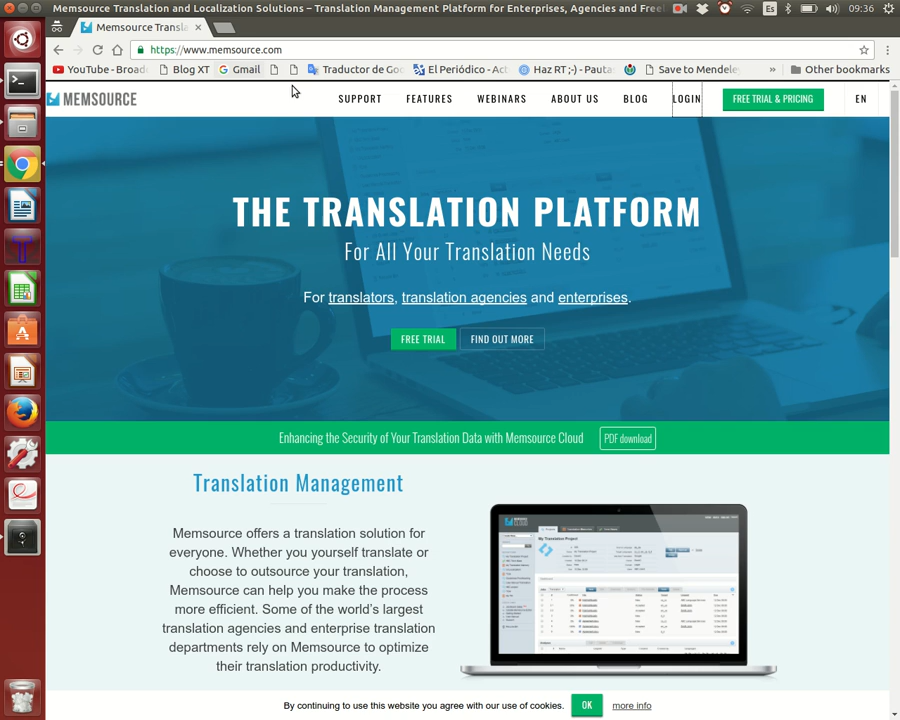 Memsource Translation and Localization Solutions – Translation Management Platform for Enterprises, Agencies and Free
Es
09:36
Memsource Transla
https://www.memsource.com
YouTube - Broad
Blog XT
Gmail
Traductor de Go
El Periódico - Act
Haz RT ;-) - Pauta
Save to Mendele
»
Other bookmarks
MEMSOURCE
SUPPORT
FEATURES
WEBINARS
ABOUT US
BLOG
LOGIN
FREE TRIAL & PRICING
EN
THE TRANSLATION PLATFORM
For All Your Translation Needs
For translators, translation agencies and enterprises.
FREE TRIAL
FIND OUT MORE
Enhancing the Security of Your Translation Data with Memsource Cloud
PDF download
Translation Management
Memsource offers a translation solution for
everyone. Whether you yourself translate or
choose to outsource your translation,
Memsource can help you make the process
more efficient. Some of the world's largest
translation agencies and enterprise translation
departments rely on Memsource to optimize
their translation productivity.
My Translation Project
By continuing to use this website you agree with our use of cookies.
OK
more info